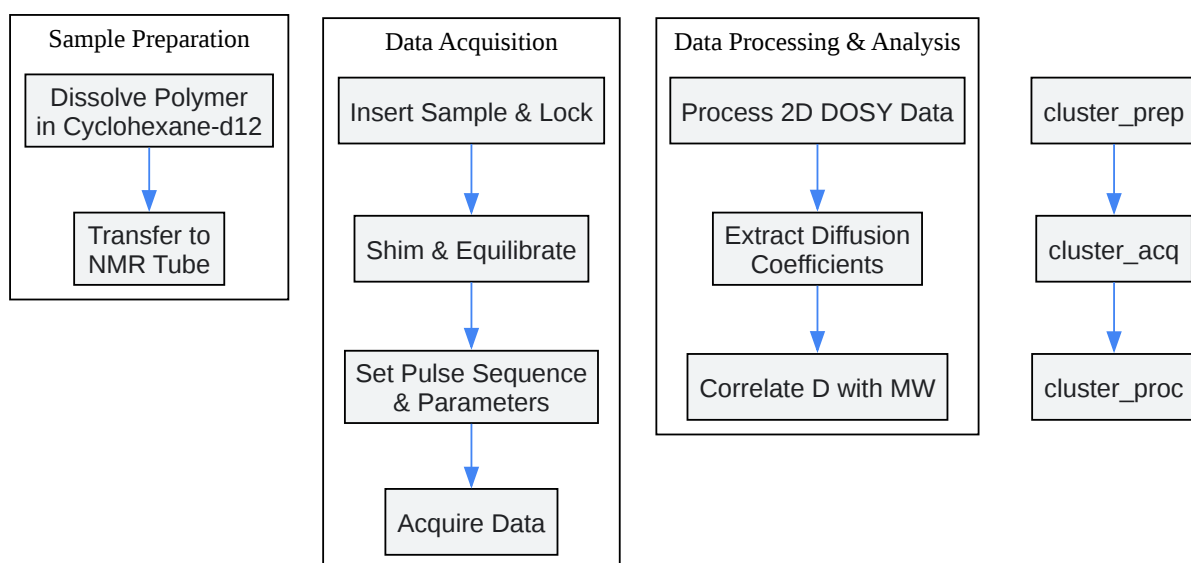 Sample Preparation
Dissolve Polymer
in Cyclohexane-d12
Transfer to
NMR Tube
Data Acquisition
Insert Sample & Lock
Shim & Equilibrate
Set Pulse Sequence
& Parameters
Acquire Data
Data Processing & Analysis
Process 2D DOSY Data
Extract Diffusion
Coefficients
Correlate D with MW
cluster_prep
cluster_acq
cluster_proc